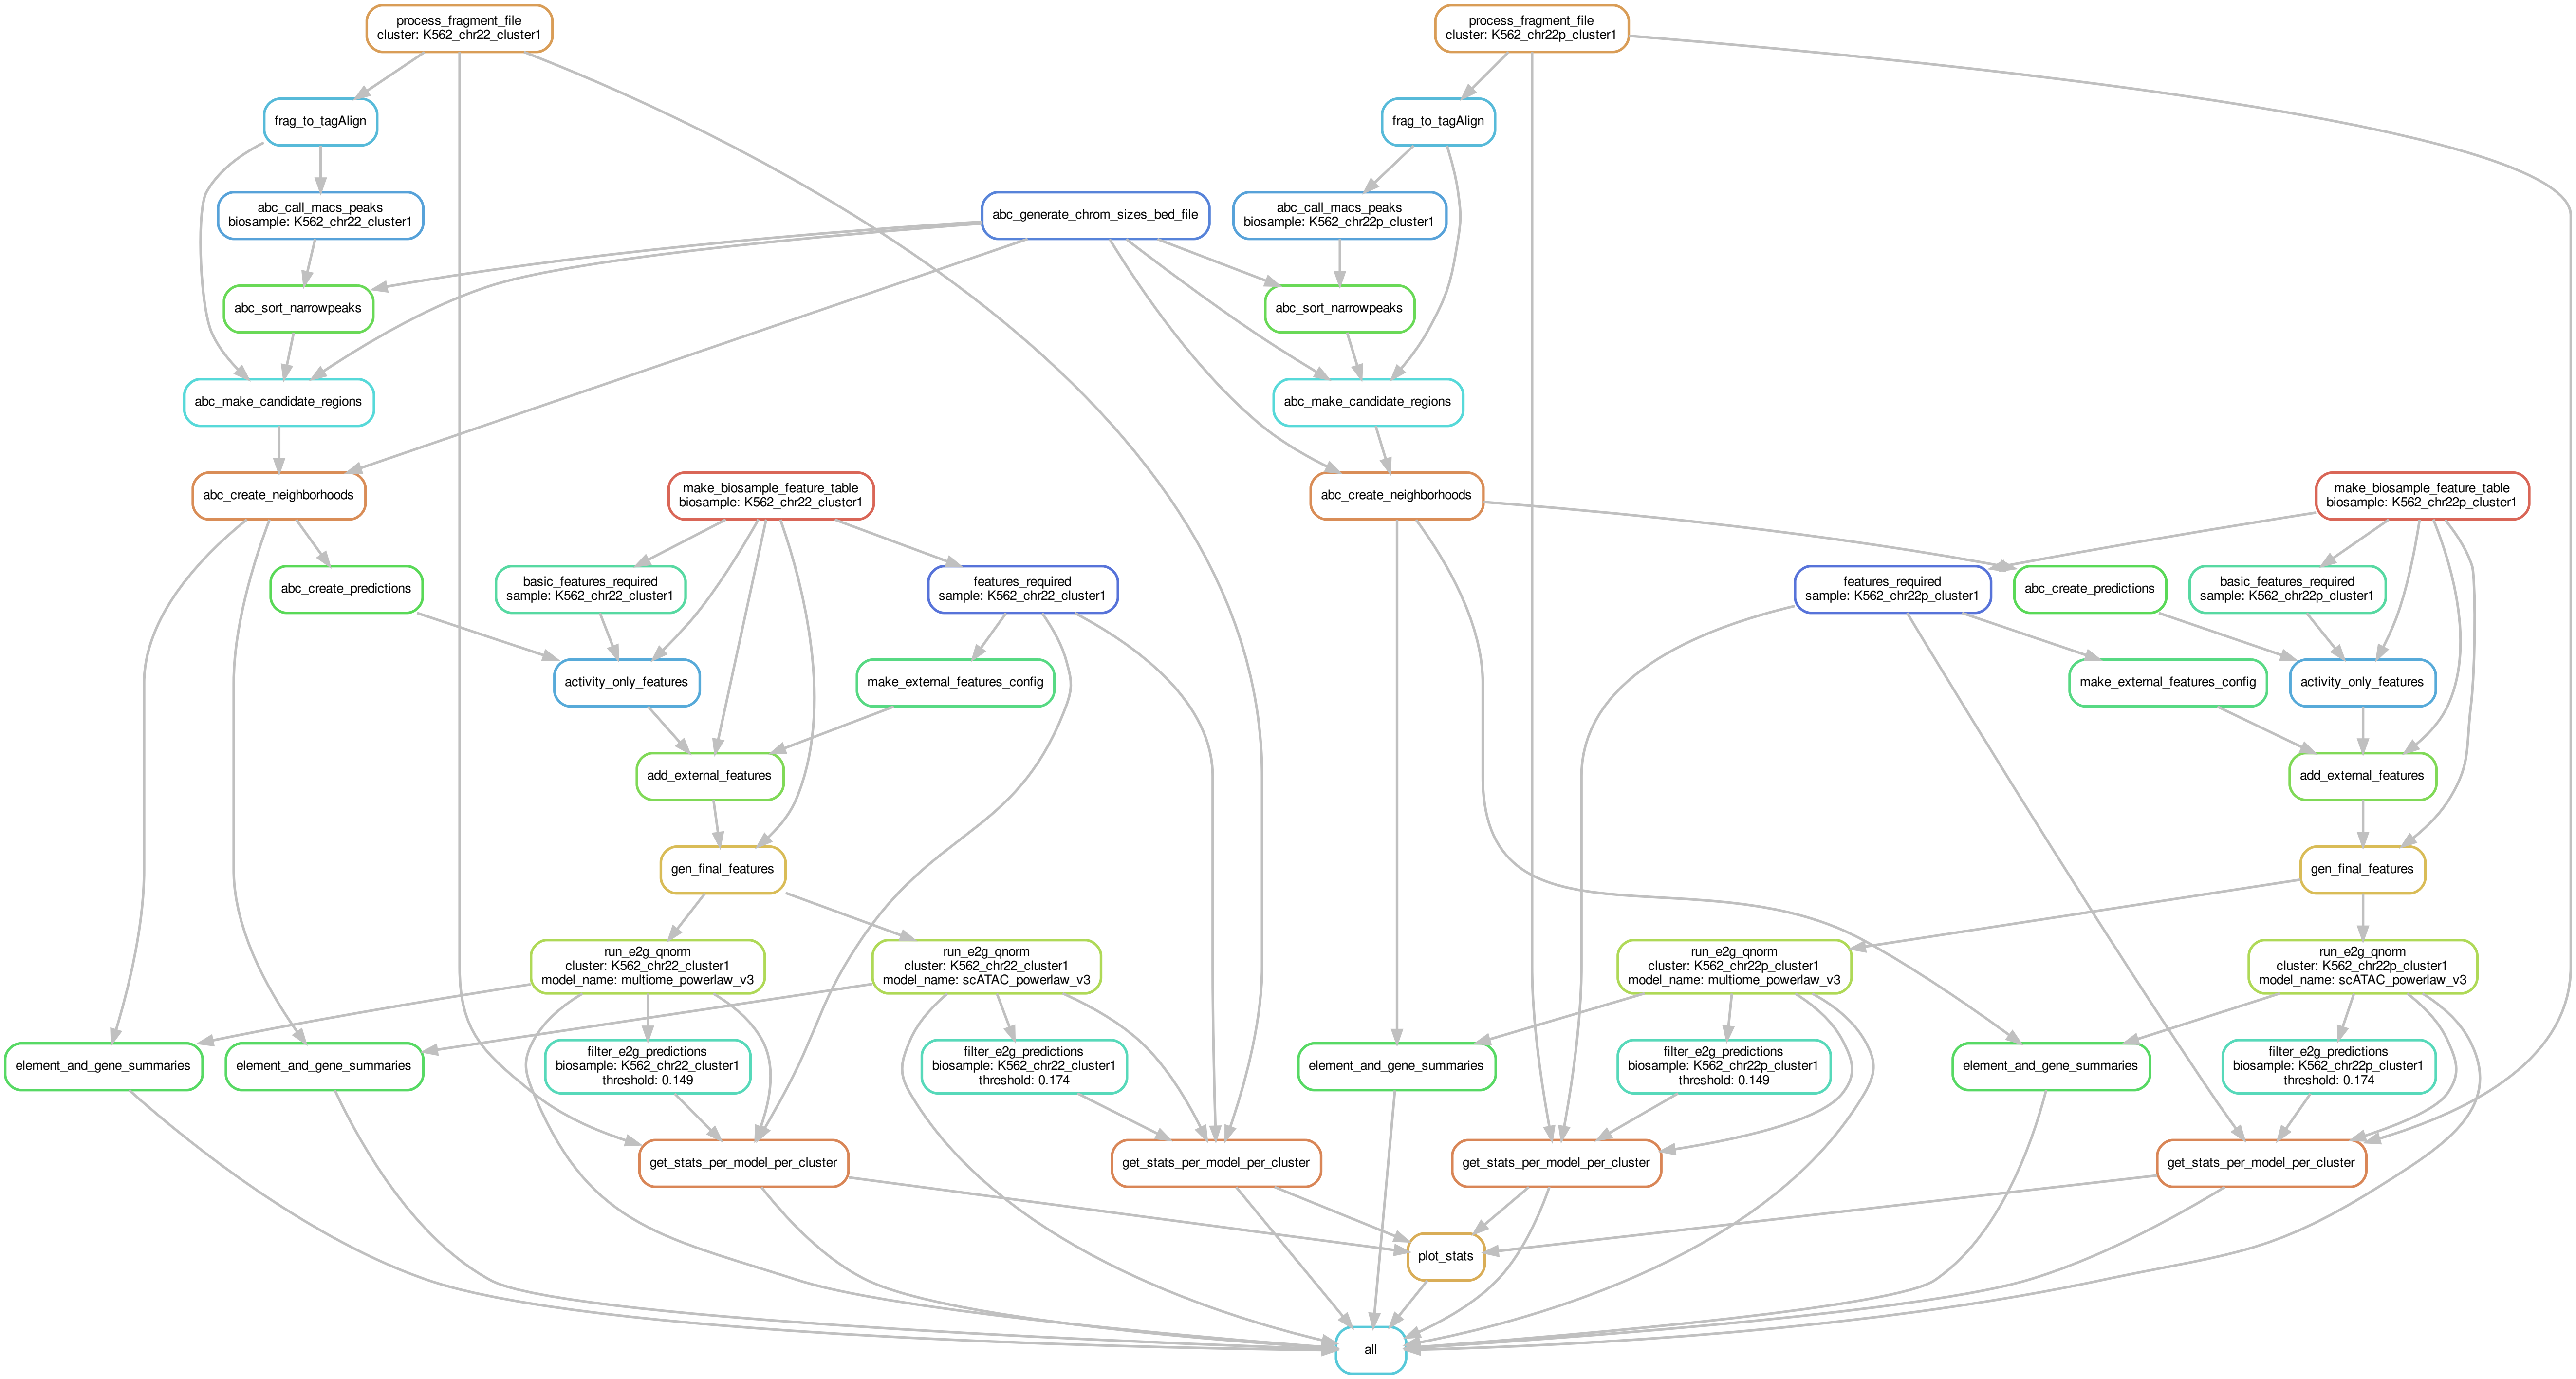 process_fragment_file
cluster: K562_chr22_cluster1
process_fragment_file
cluster: K562_chr22p_cluster1
frag_to_tagAlign
frag_to_tagAlign
abc_call_macs_peaks
biosample: K562_chr22_cluster1
abc_generate_chrom_sizes_bed_file
abc_call_macs_peaks
biosample: K562_chr22p_cluster1
abc_sort_narrowpeaks
abc_sort_narrowpeaks
abc_make_candidate_regions
abc_make_candidate_regions
abc_create_neighborhoods
make_biosample_feature_table
biosample: K562_chr22_cluster1
abc_create_neighborhoods
make_biosample_feature_table
biosample: K562_chr22p_cluster1
abc_create_predictions
basic_features_required
sample: K562_chr22_cluster1
features_required
sample: K562_chr22_cluster1
features_required
sample: K562_chr22p_cluster1
abc_create_predictions
basic_features_required
sample: K562_chr22p_cluster1
activity_only_features
make_external_features_config
make_external_features_config
activity_only_features
add_external_features
add_external_features
gen_final_features
gen_final_features
run_e2g_qnorm
cluster: K562_chr22_cluster1
model_name: multiome_powerlaw_v3
run_e2g_qnorm
cluster: K562_chr22_cluster1
model_name: scATAC_powerlaw_v3
run_e2g_qnorm
cluster: K562_chr22p_cluster1
model_name: multiome_powerlaw_v3
run_e2g_qnorm
cluster: K562_chr22p_cluster1
model_name: scATAC_powerlaw_v3
element_and_gene_summaries
element_and_gene_summaries
filter_e2g_predictions
biosample: K562_chr22_cluster1
threshold: 0.149
filter_e2g_predictions
biosample: K562_chr22_cluster1
threshold: 0.174
element_and_gene_summaries
filter_e2g_predictions
biosample: K562_chr22p_cluster1
threshold: 0.149
element_and_gene_summaries
filter_e2g_predictions
biosample: K562_chr22p_cluster1
threshold: 0.174
get_stats_per_model_per_cluster
get_stats_per_model_per_cluster
get_stats_per_model_per_cluster
get_stats_per_model_per_cluster
plot_stats
all